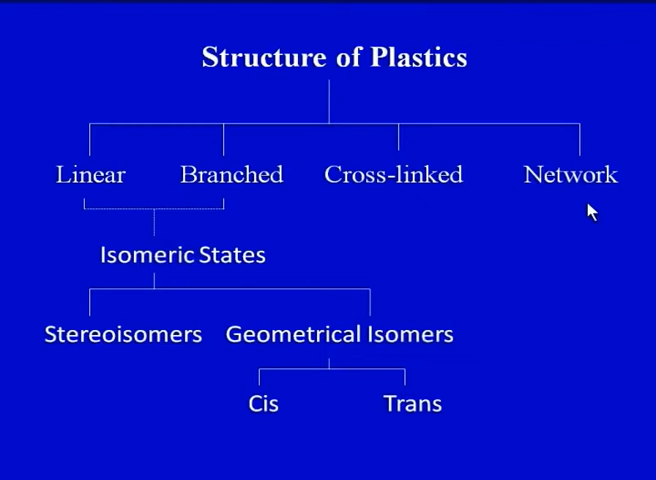 Structure of Plastics
Linear Branched Cross-linked Network
Isomeric States
Stereoisomers Geometrical Isomers
Cis Trans